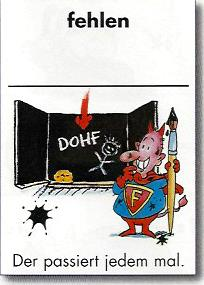 fehlen
DOHF
F
Der passiert jedem mal.